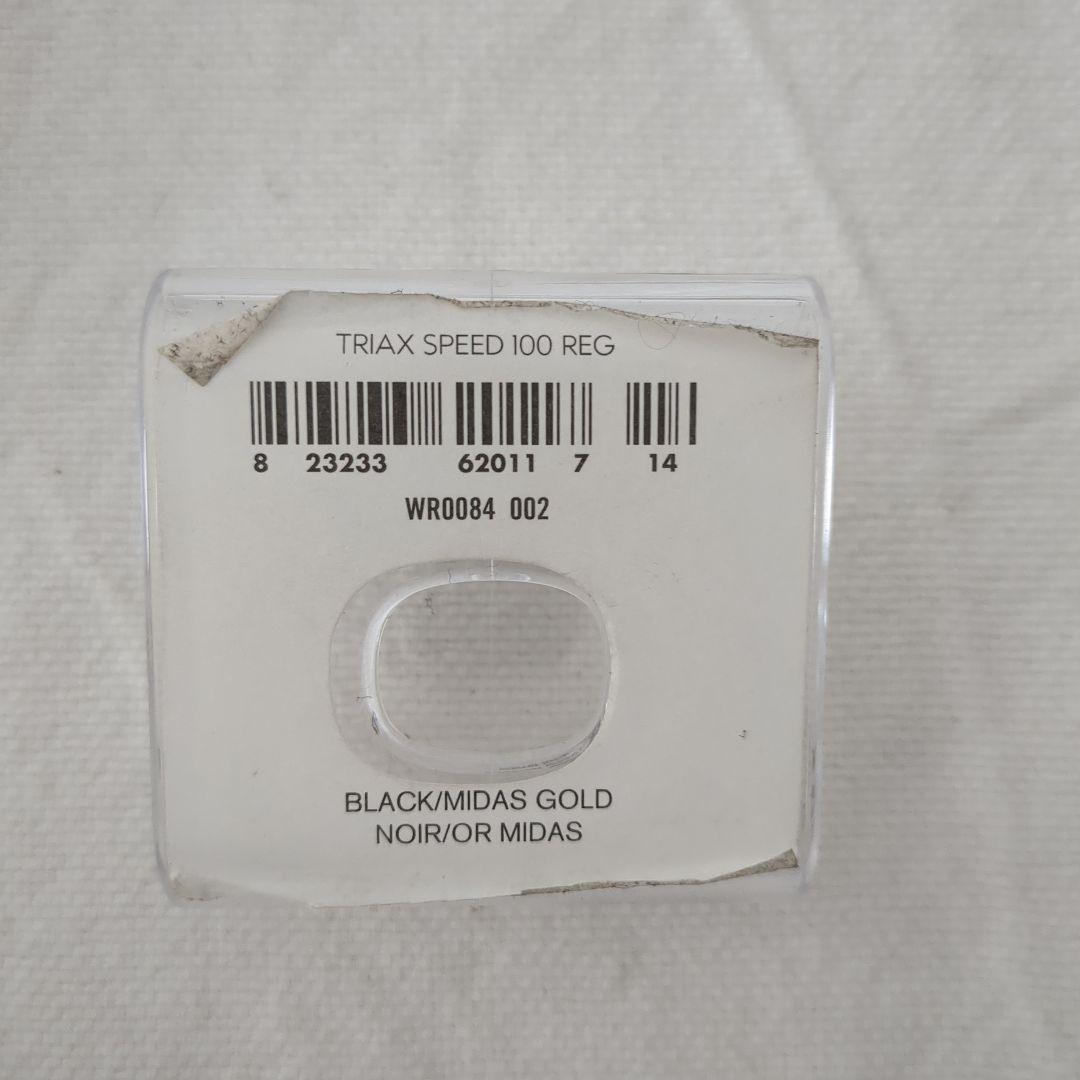 TRIAX SPEED 100 REG
8 23233 62011 7 14
WR0084 002
BLACK/MIDAS GOLD
NOIR/OR MIDAS